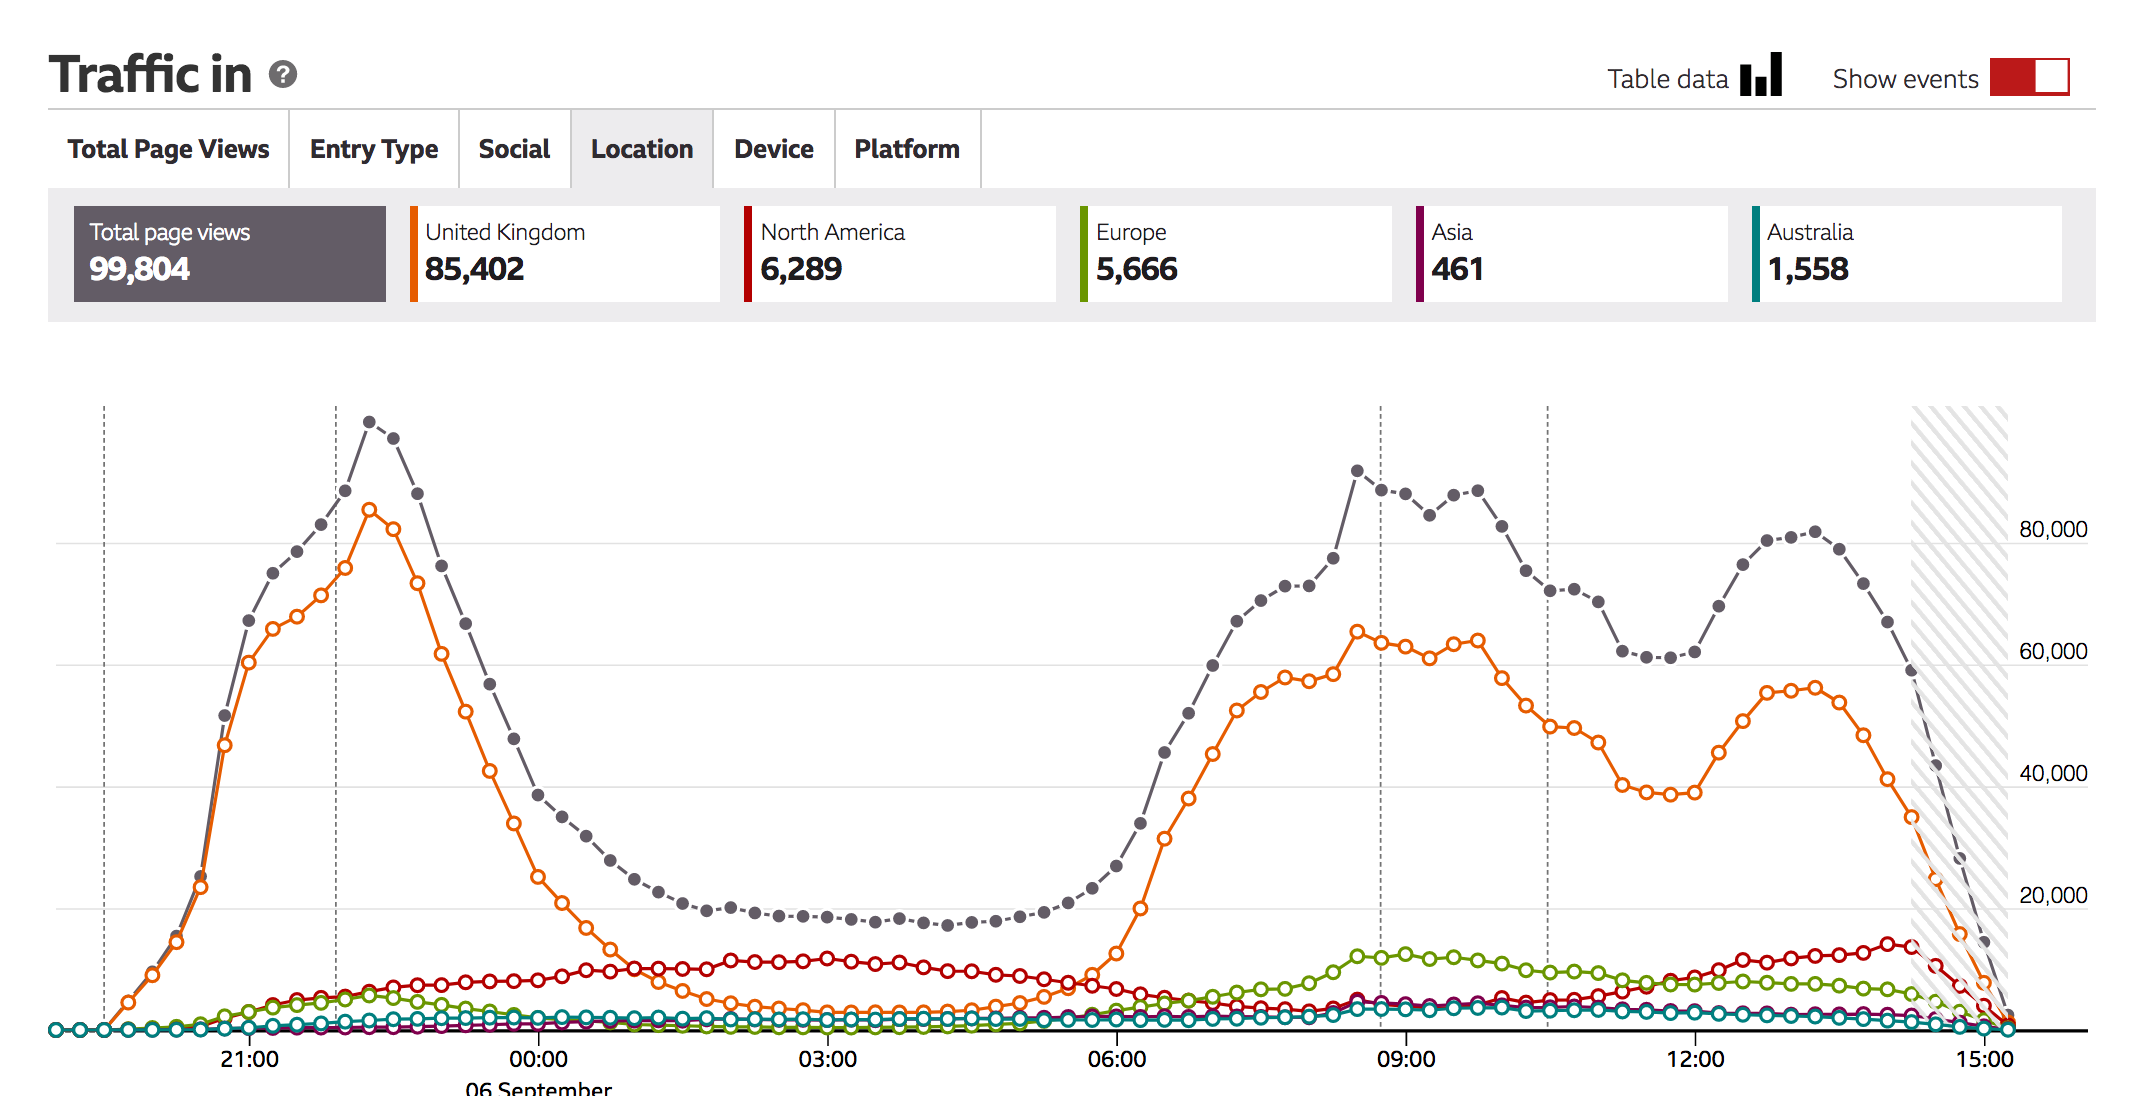 Traffic in ?
Table data
Show events
Total Page Views
Entry Type
Social
Location
Device
Platform
Total page views
99,804
United Kingdom
85,402
North America
6,289
Europe
5,666
Asia
461
Australia
1,558
80,000
60,000
40,000
20,000
21:00
00:00
03:00
06:00
09:00
12:00
15:00
06 September